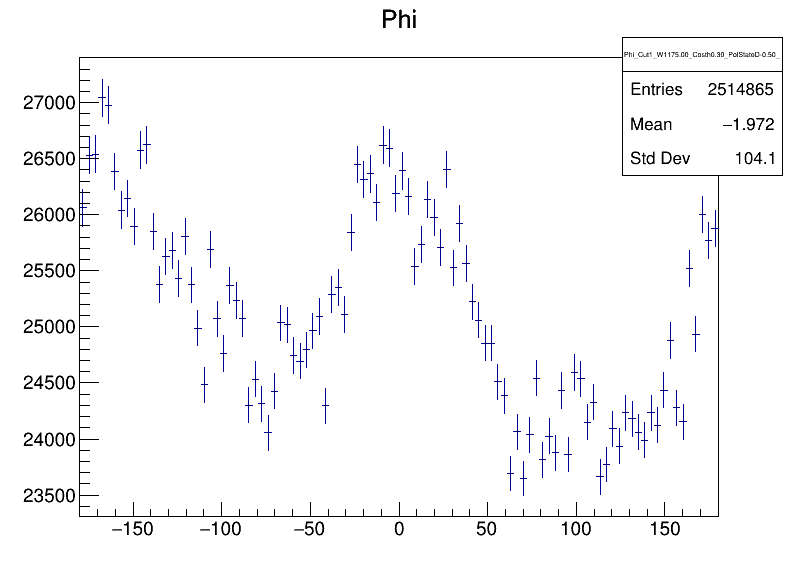 Phi
Phi_Cut1_W1175.00_Costh0.30_PolStateD-0.50_
Entries 2514865
Mean −1.972
Std Dev 104.1
27000
26500
26000
25500
25000
24500
24000
23500
−150 −100 −50 0 50 100 150